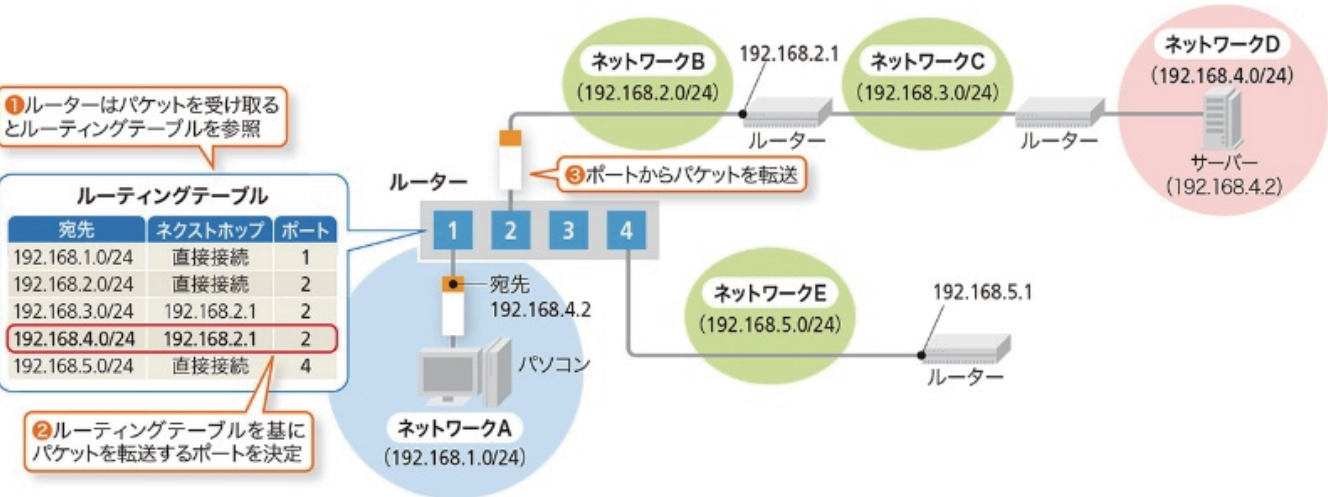 ❶ルーターはパケットを受け取る
とルーティングテーブルを参照
ルーティングテーブル
宛先 ネクストホップ ポート
192.168.1.0/24 直接接続 1
192.168.2.0/24 直接接続 2
192.168.3.0/24 192.168.2.1 2
192.168.4.0/24 192.168.2.1 2
192.168.5.0/24 直接接続 4
❷ルーティングテーブルを基に
パケットを転送するポートを決定
ルーター
1 2 3 4
❸ポートからパケットを転送
宛先
192.168.4.2
パソコン
ネットワークA
(192.168.1.0/24)
ネットワークB
(192.168.2.0/24)
192.168.2.1
ルーター
ネットワークC
(192.168.3.0/24)
ルーター
ネットワークD
(192.168.4.0/24)
サーバー
(192.168.4.2)
ネットワークE
(192.168.5.0/24)
192.168.5.1
ルーター